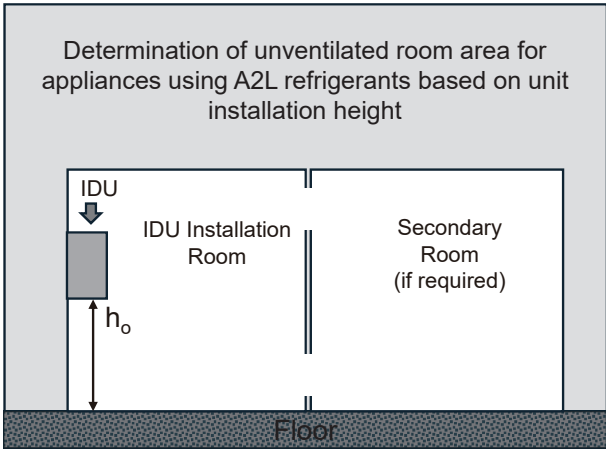 Determination of unventilated room area for
appliances using A2L refrigerants based on unit
installation height
IDU
IDU Installation
Room
Secondary
Room
(if required)
hₒ
Floor